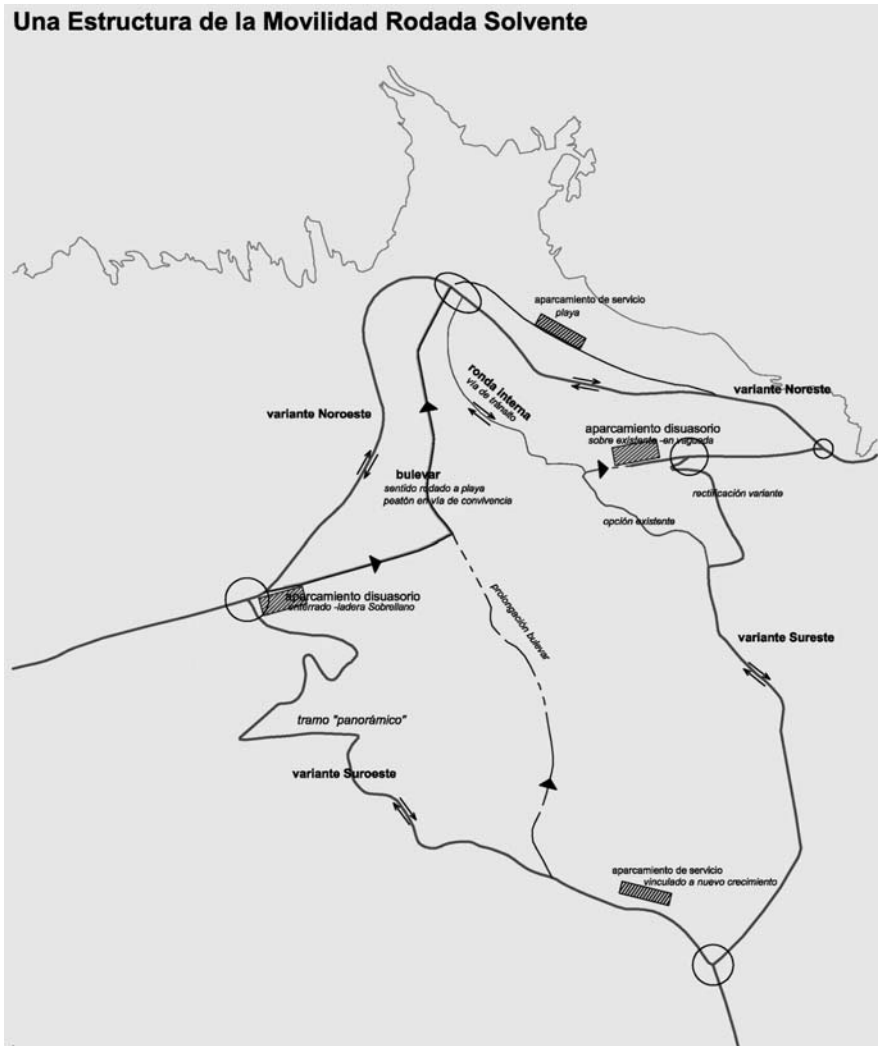 Una Estructura de la Movilidad Rodada Solvente
aparcamiento de servicio
playa
ronda interna
vía de tránsito
variante Noreste
variante Noroeste
aparcamiento disuasorio
sobre existente -en vaguada
bulevar
sentido rodado a playa
peatón en vía de convivencia
rectificación variante
opción existente
aparcamiento disuasorio
enterrado -ladera Sobrellano
prolongación bulevar
variante Sureste
tramo "panorámico"
variante Suroeste
aparcamiento de servicio
vinculado a nuevo crecimiento